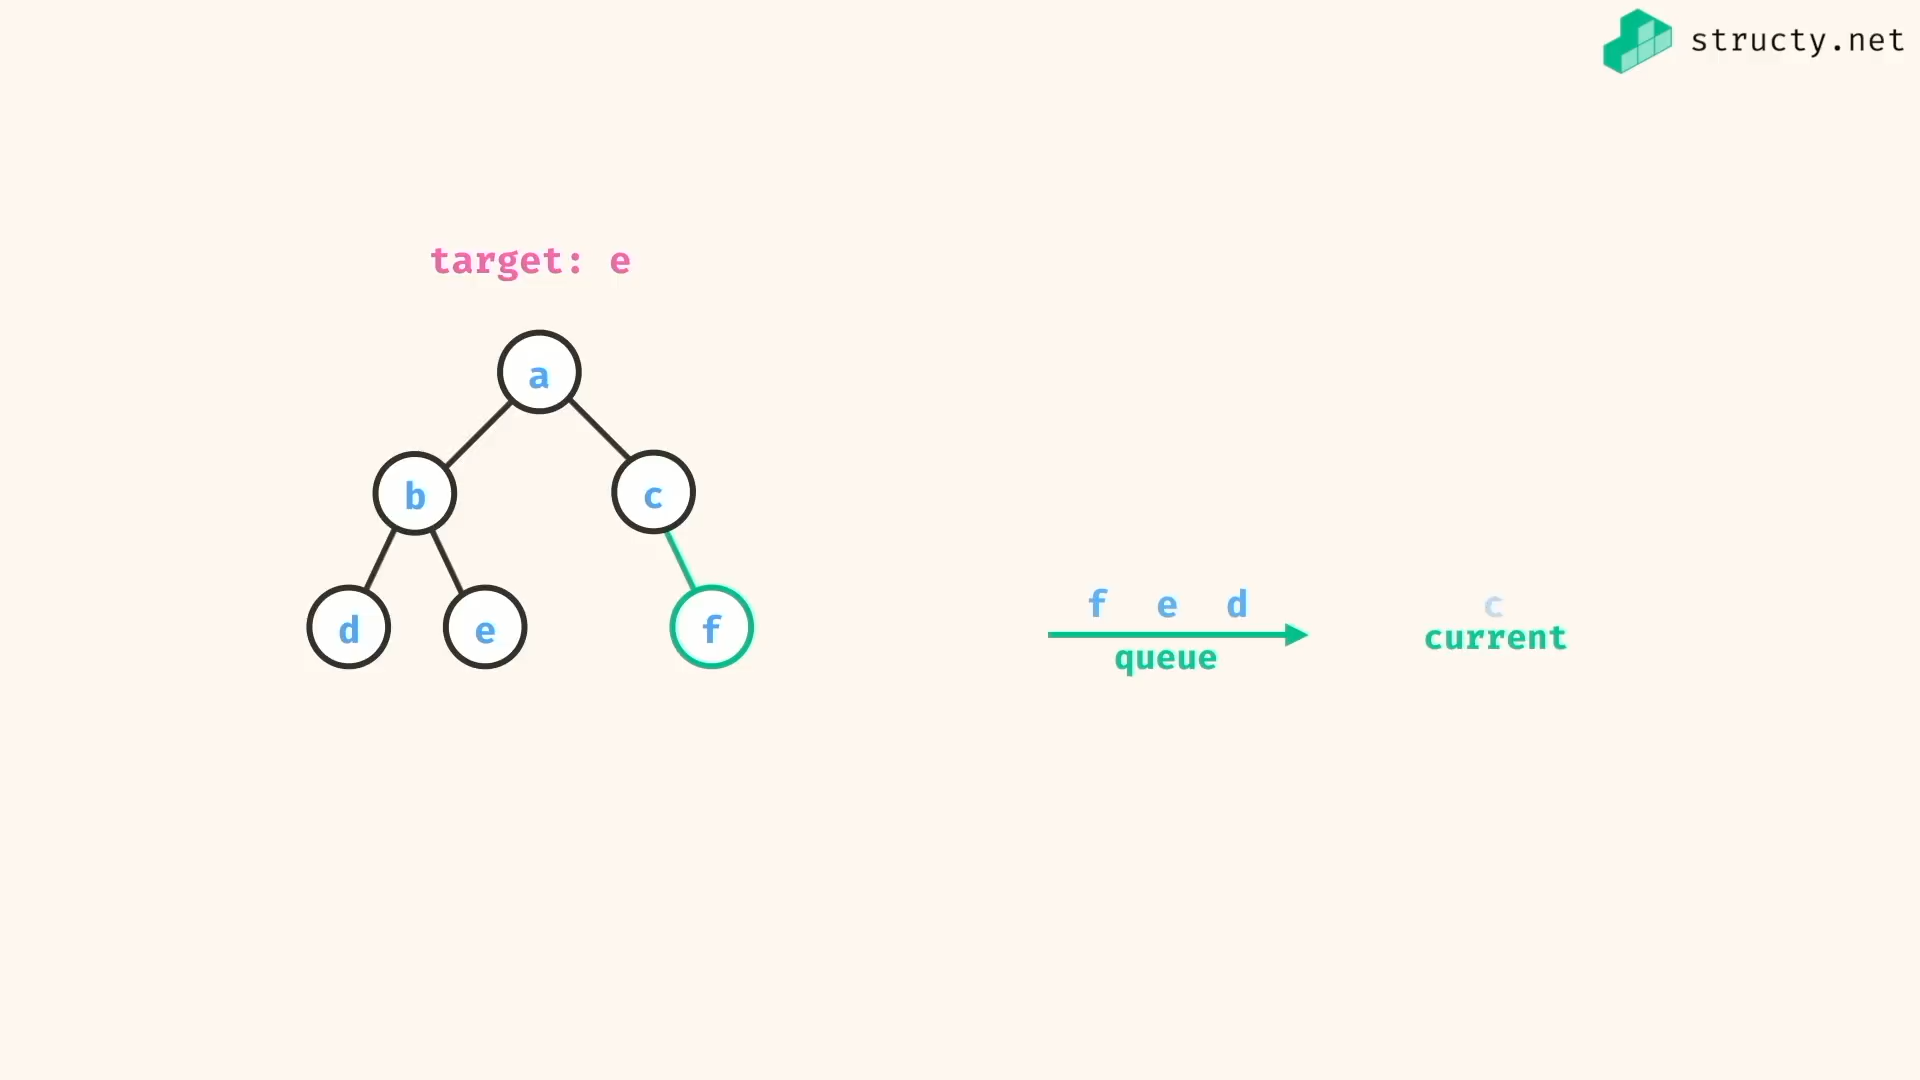 structy.net
target: e
a
b c
d e f
f e d
queue
c
current